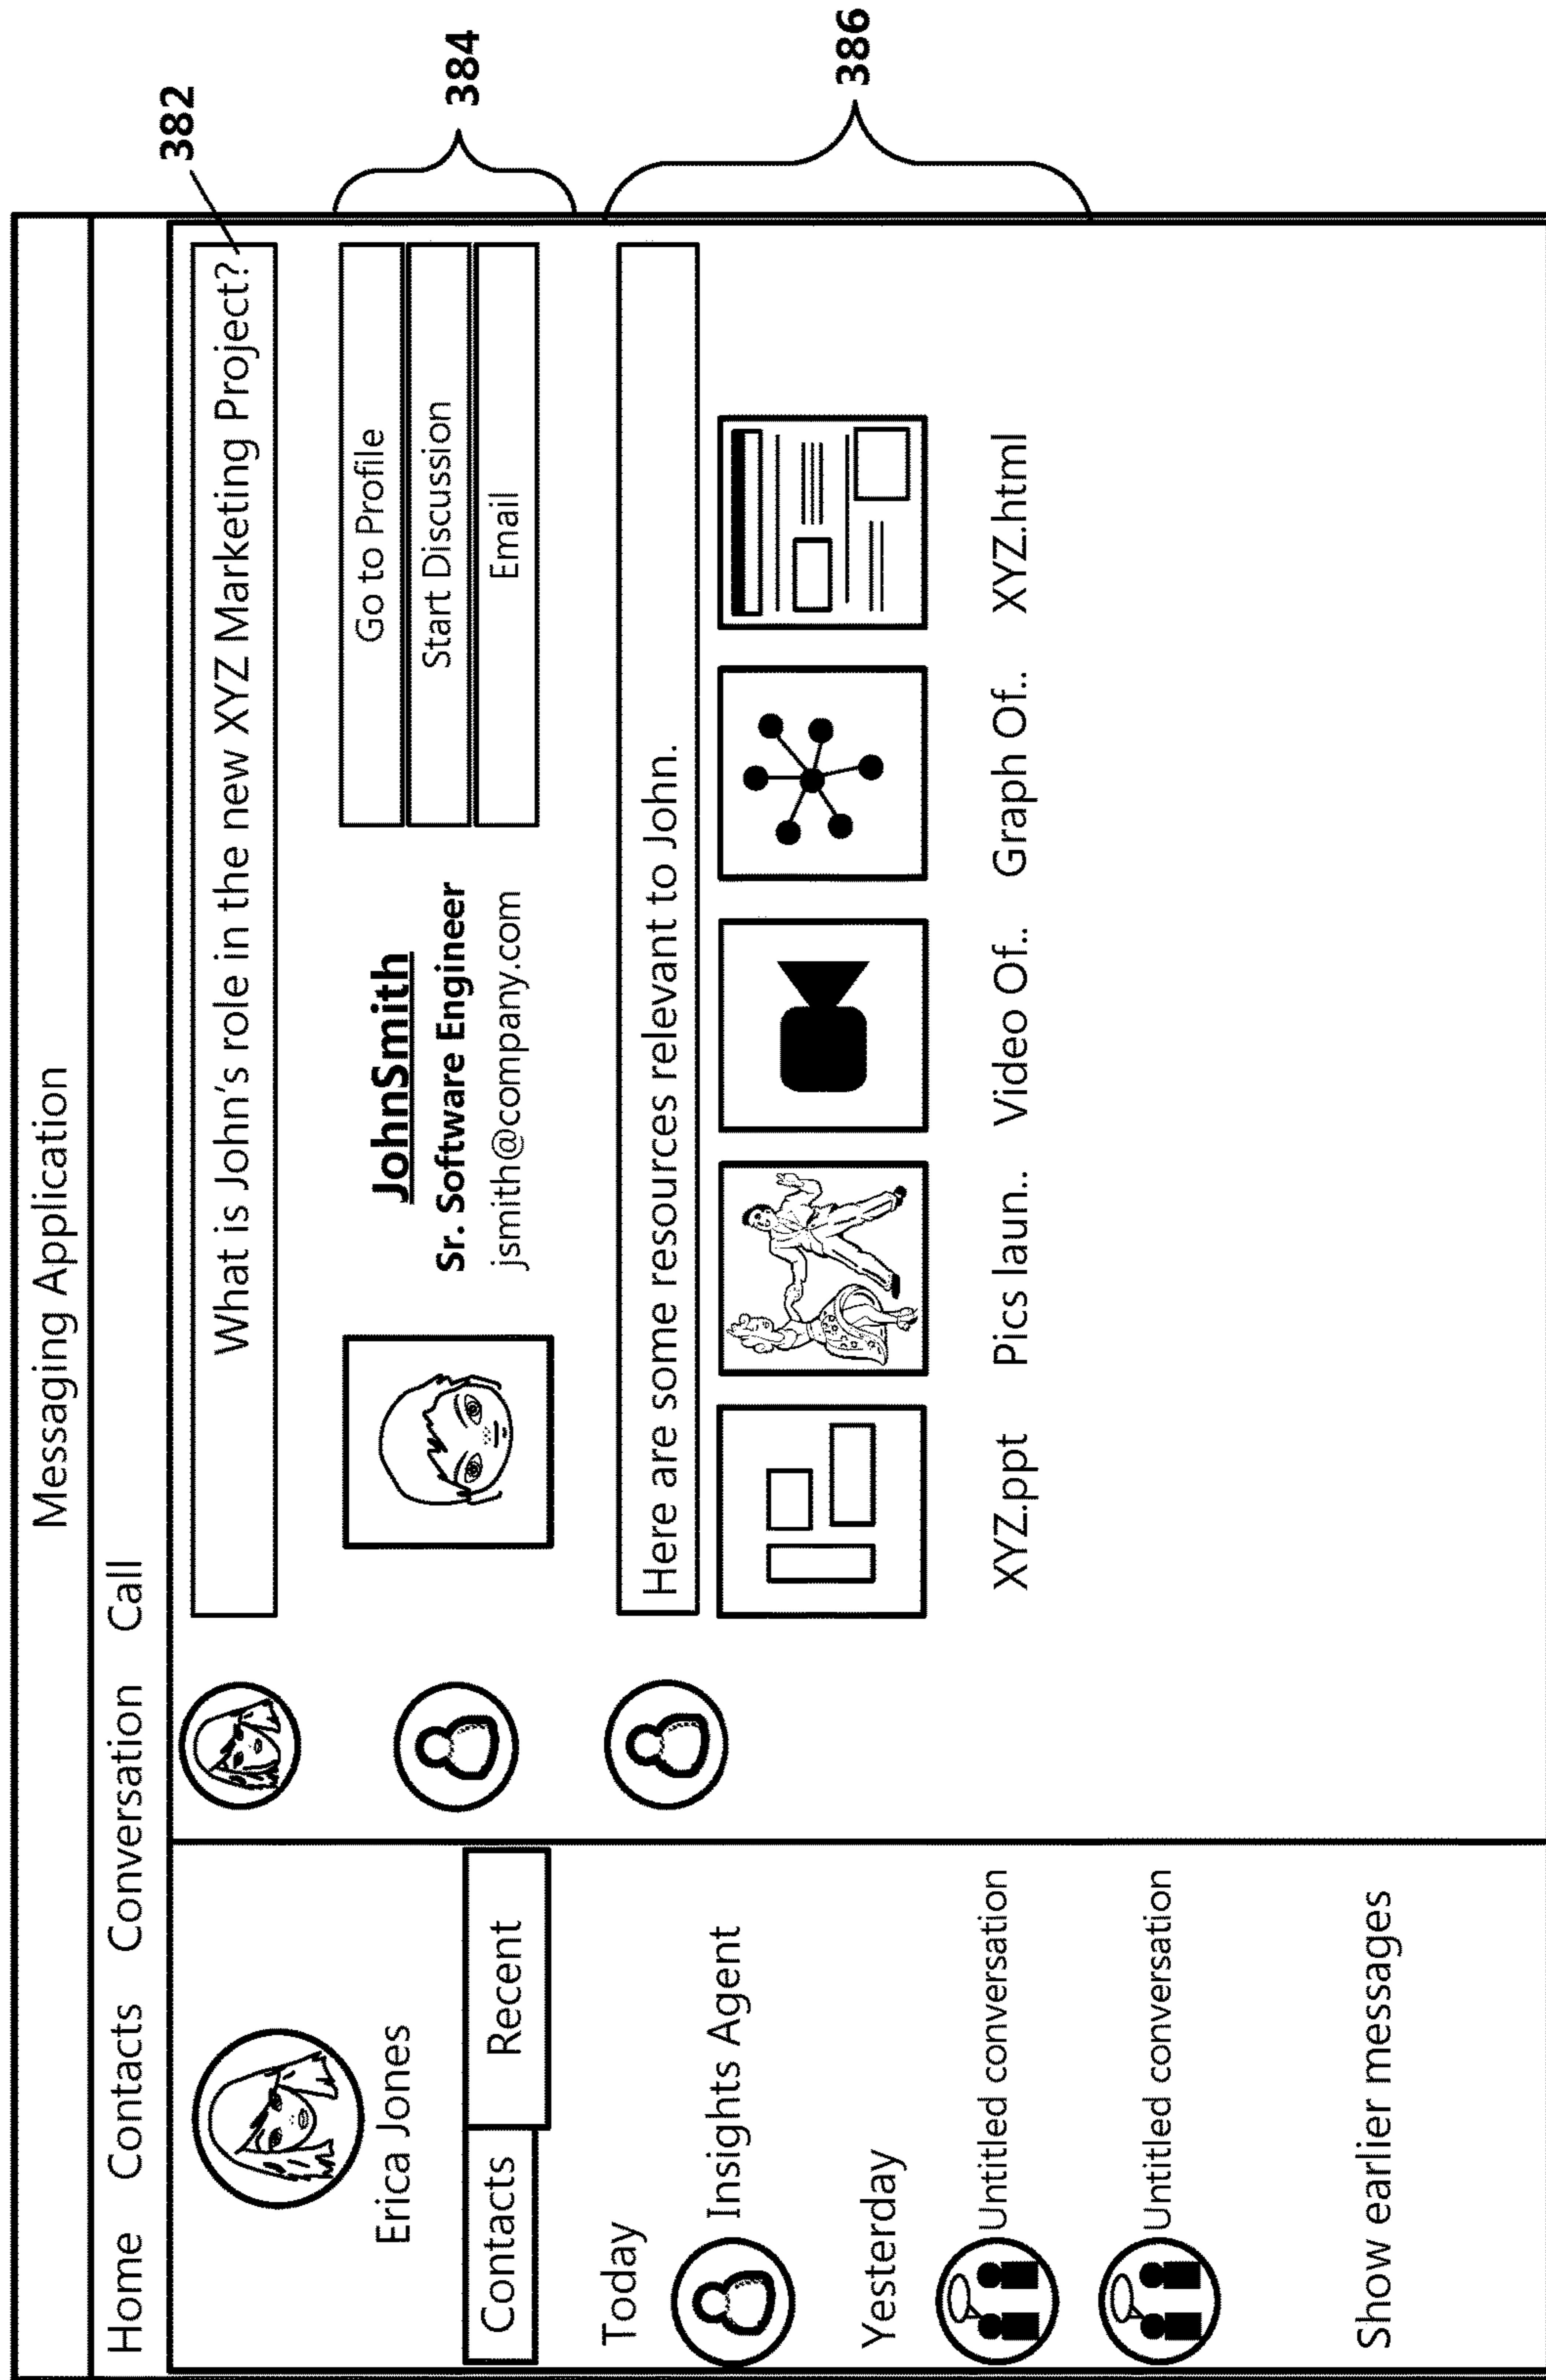 Messaging Application
Home Contacts Conversation Call
Erica Jones
Contacts Recent
Today
Insights Agent
Yesterday
Untitled conversation
Untitled conversation
Show earlier messages
What is John's role in the new XYZ Marketing Project?
382
JohnSmith
Sr. Software Engineer
jsmith@company.com
Go to Profile
Start Discussion
Email
384
Here are some resources relevant to John.
XYZ.ppt Pics laun.. Video Of.. Graph Of.. XYZ.html
386